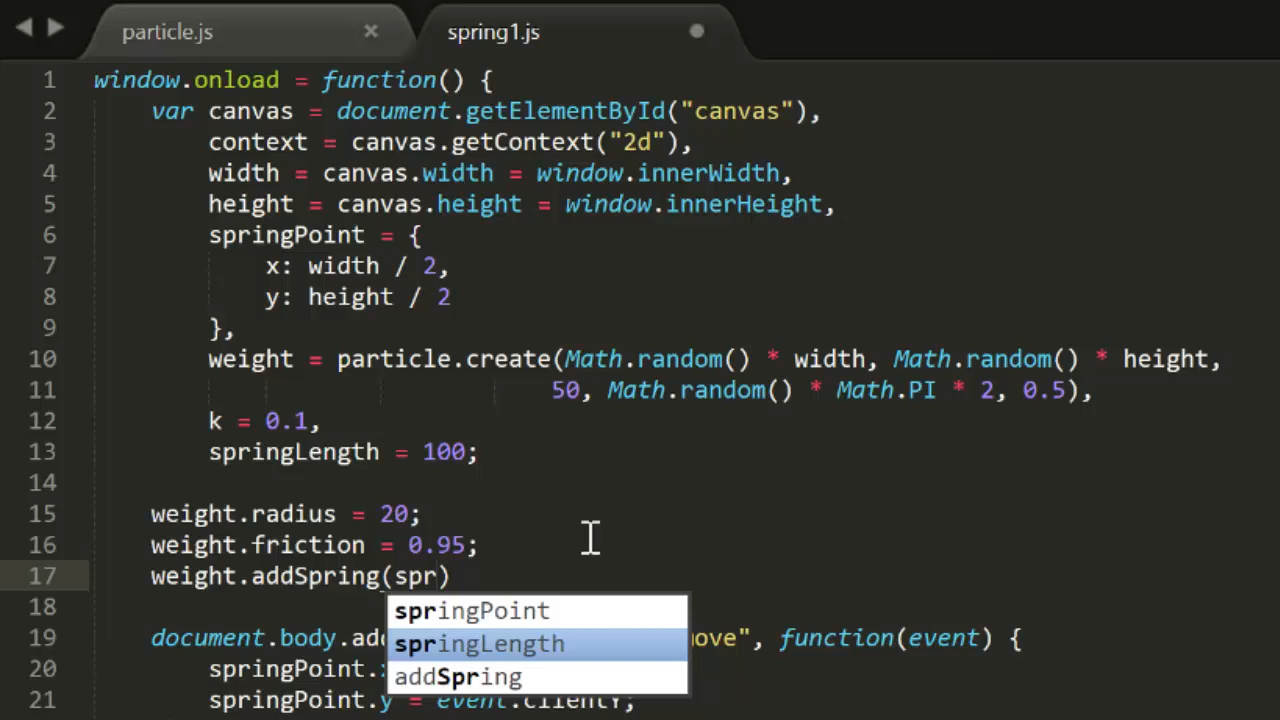 particle.js × spring1.js
1 window.onload = function() {
2 var canvas = document.getElementById("canvas"),
3 context = canvas.getContext("2d"),
4 width = canvas.width = window.innerWidth,
5 height = canvas.height = window.innerHeight,
6 springPoint = {
7 x: width / 2,
8 y: height / 2
9 },
10 weight = particle.create(Math.random() * width, Math.random() * height,
11 50, Math.random() * Math.PI * 2, 0.5),
12 k = 0.1,
13 springLength = 100;
14
15 weight.radius = 20;
16 weight.friction = 0.95;
17 weight.addSpring(spr)
springPoint
springLength
addSpring
18
19 document.body.add ove", function(event) {
20 springPoint.
21 springPoint.y = event.clientY;